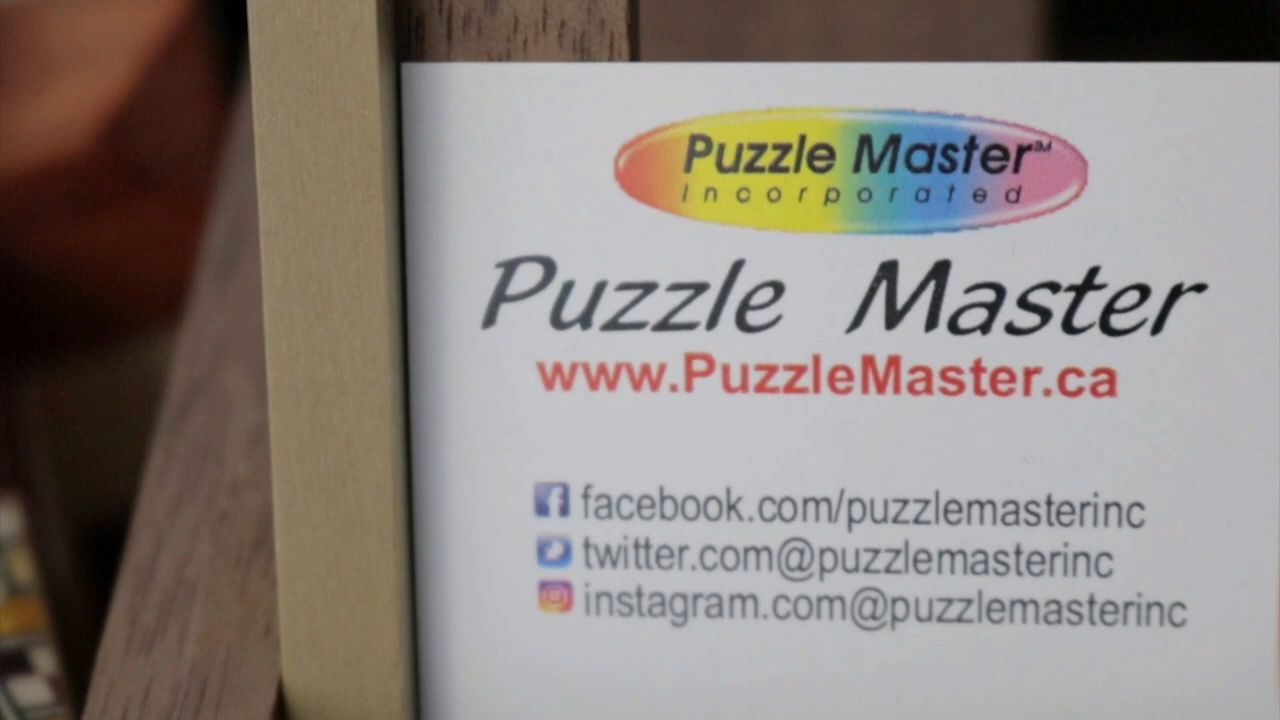 Puzzle Master™
Incorporated
Puzzle Master
www.PuzzleMaster.ca
facebook.com/puzzlemasterinc
twitter.com@puzzlemasterinc
instagram.com@puzzlemasterinc